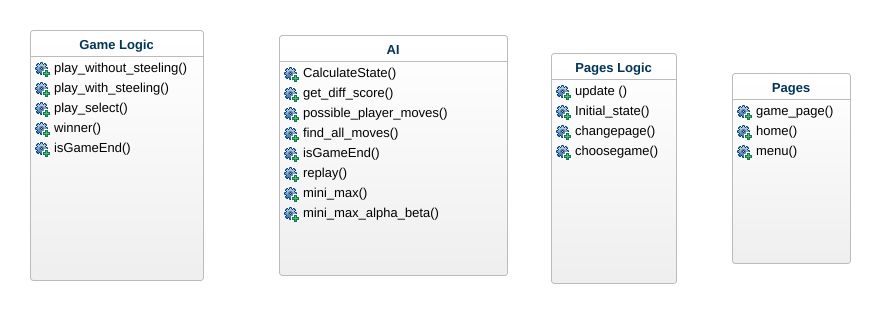 Game Logic
play_without_steeling()
play_with_steeling()
play_select()
winner()
isGameEnd()
AI
CalculateState()
get_diff_score()
possible_player_moves()
find_all_moves()
isGameEnd()
replay()
mini_max()
mini_max_alpha_beta()
Pages Logic
update ()
Initial_state()
changepage()
choosegame()
Pages
game_page()
home()
menu()